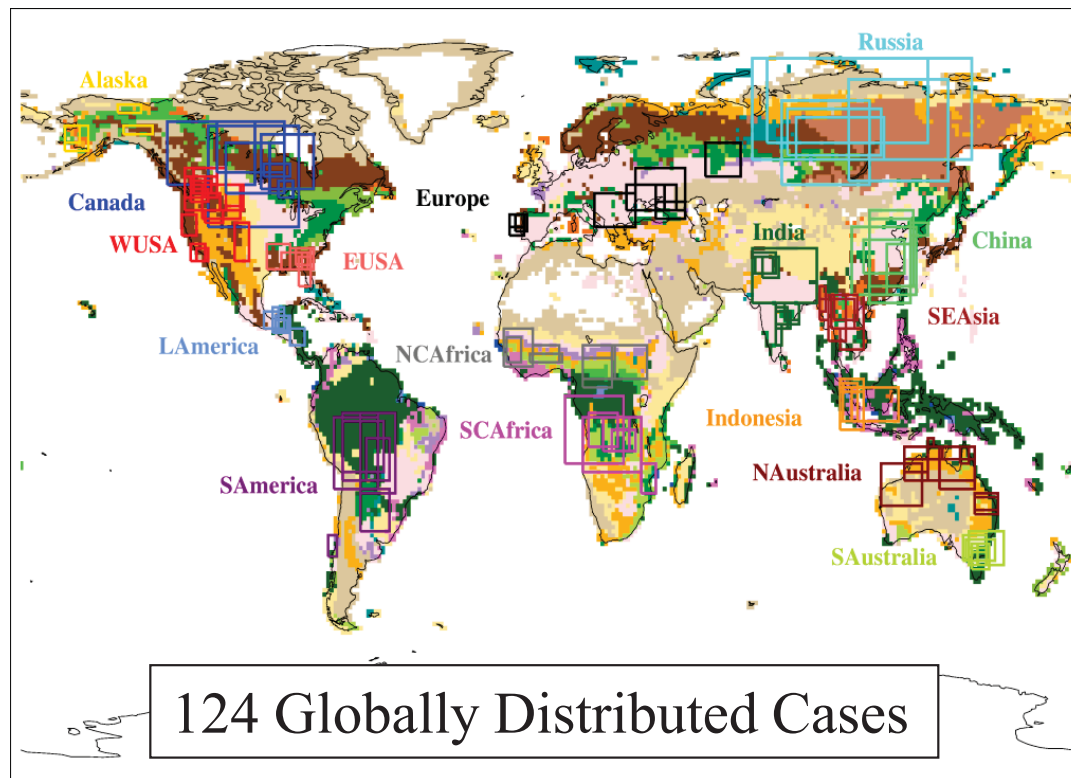 Russia
Alaska
Canada
Europe
WUSA
EUSA
India
China
LAmerica
NCAfrica
SEAsia
SCAfrica
Indonesia
SAmerica
NAustralia
SAustralia
124 Globally Distributed Cases